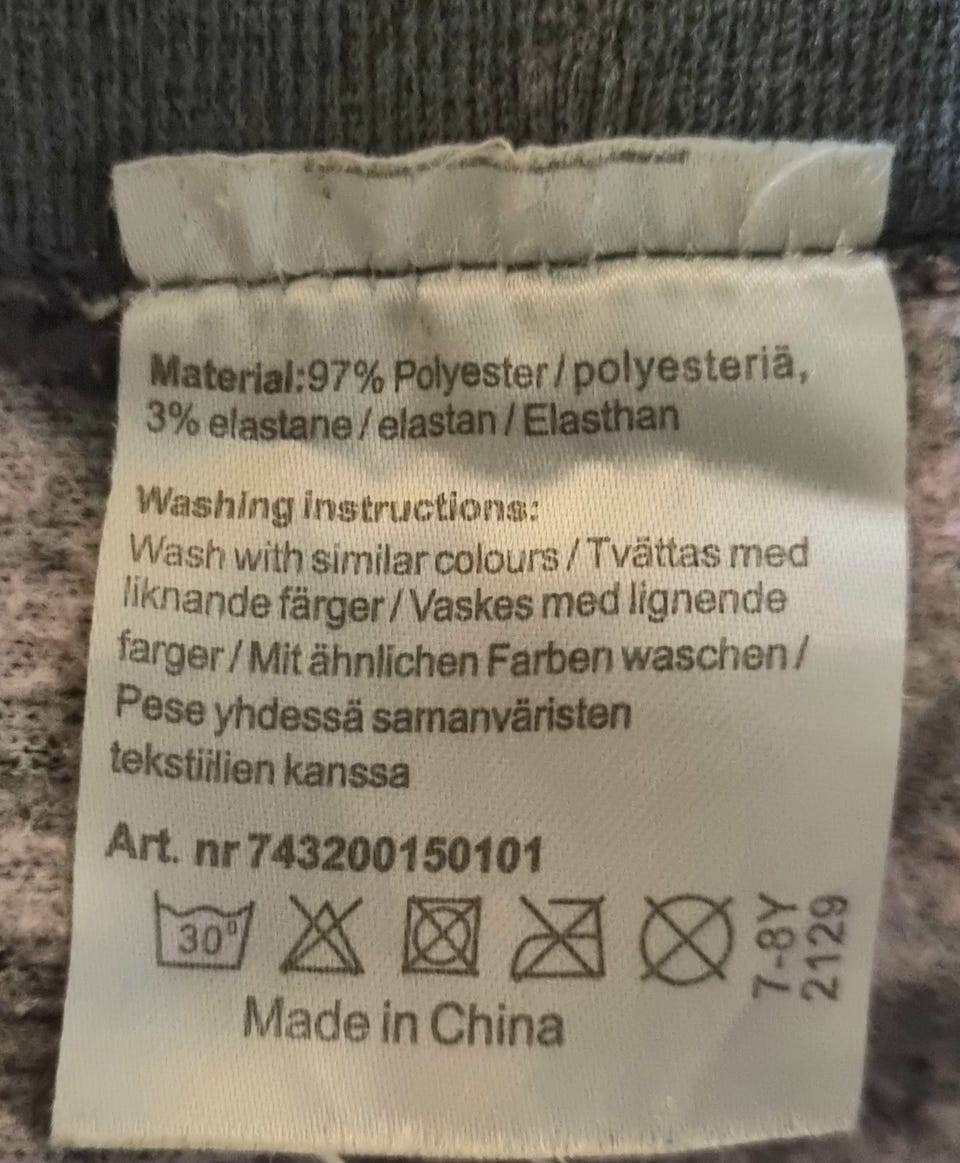 Material:97% Polyester / polyesteriä,
3% elastane / elastan / Elasthan
Washing instructions:
Wash with similar colours / Tvättas med
liknande färger / Vaskes med lignende
farger / Mit ähnlichen Farben waschen /
Pese yhdessä samanväristen
tekstiilien kanssa
Art. nr 743200150101
30⁰
7-8Y
2129
Made in China